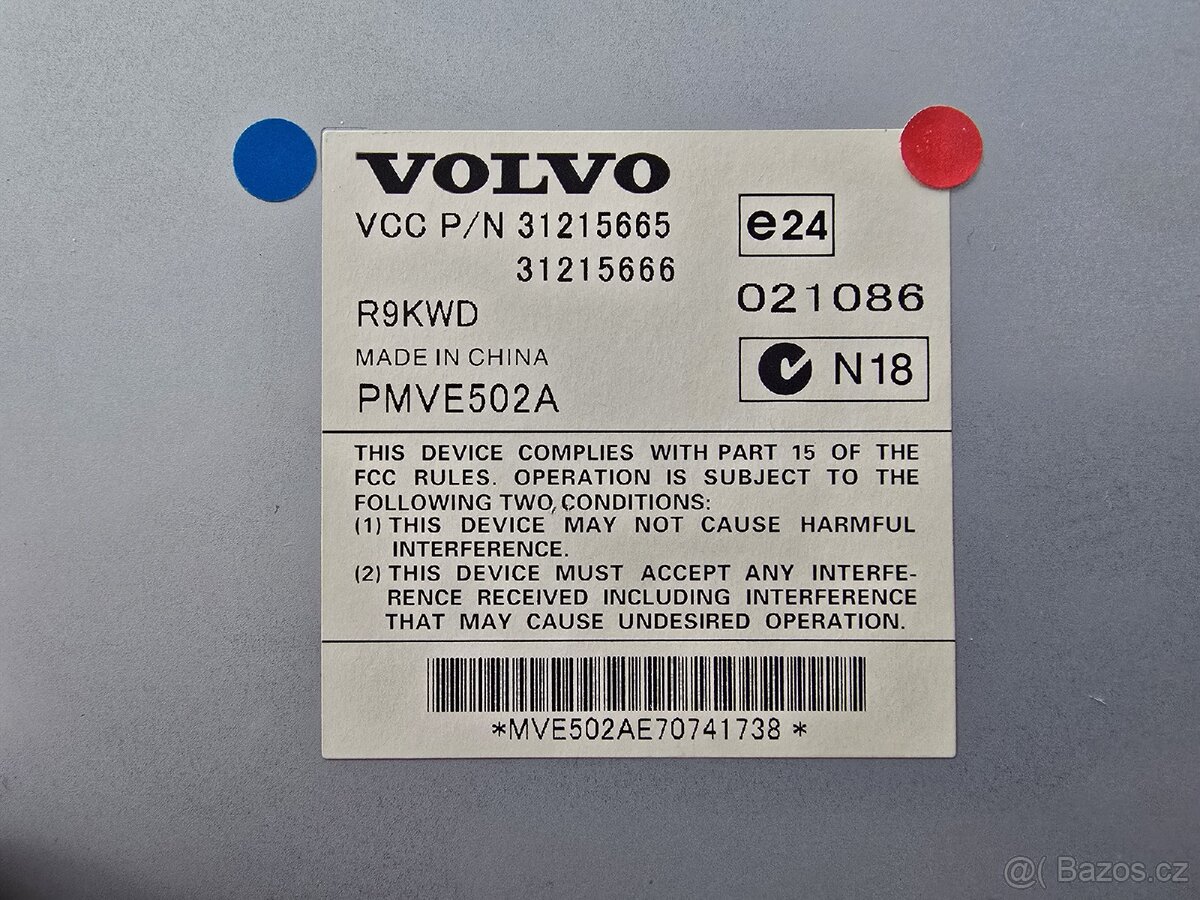 VOLVO
VCC P/N 31215665
31215666
R9KWD
MADE IN CHINA
PMVE502A
e24
021086
N18
THIS DEVICE COMPLIES WITH PART 15 OF THE
FCC RULES. OPERATION IS SUBJECT TO THE
FOLLOWING TWO CONDITIONS:
(1) THIS DEVICE MAY NOT CAUSE HARMFUL
INTERFERENCE.
(2) THIS DEVICE MUST ACCEPT ANY INTERFE-
RENCE RECEIVED INCLUDING INTERFERENCE
THAT MAY CAUSE UNDESIRED OPERATION.
*MVE502AE70741738 *
@( Bazos.cz